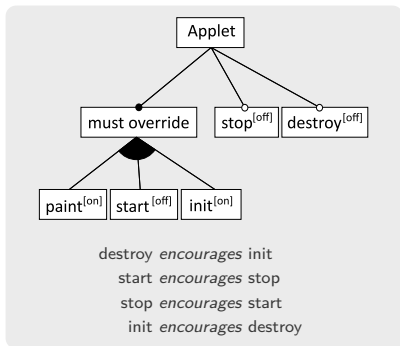 Applet
must override
stop[off]
destroy[off]
paint[on]
start[off]
init[on]
destroy encourages init
start encourages stop
stop encourages start
init encourages destroy